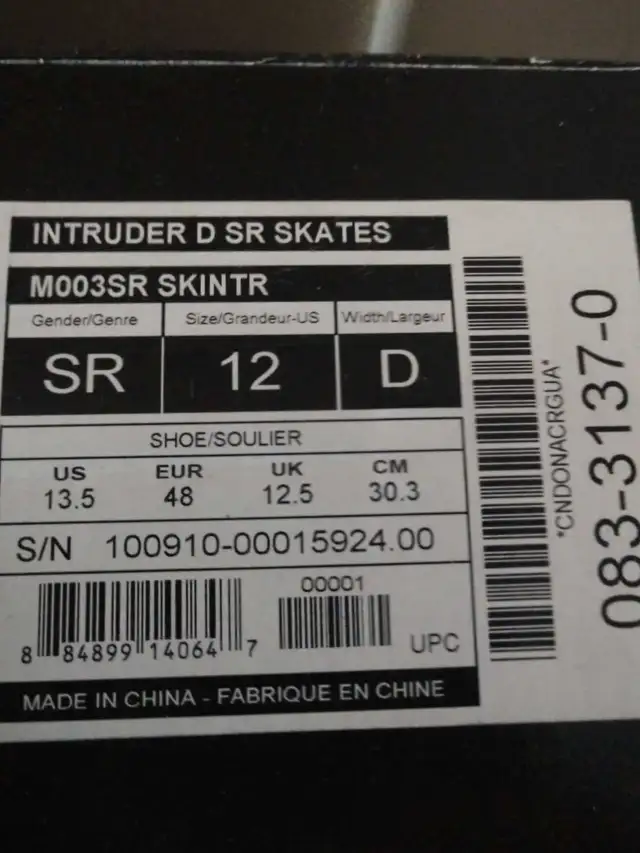 INTRUDER D SR SKATES
M003SR SKINTR
Gender/Genre Size/Grandeur-US Width/Largeur
SR 12 D
SHOE/SOULIER
US EUR UK CM
13.5 48 12.5 30.3
S/N 100910-00015924.00
00001
8 84899 14064 7 UPC
MADE IN CHINA - FABRIQUE EN CHINE
*CNDONACRGUA*
083-3137-0